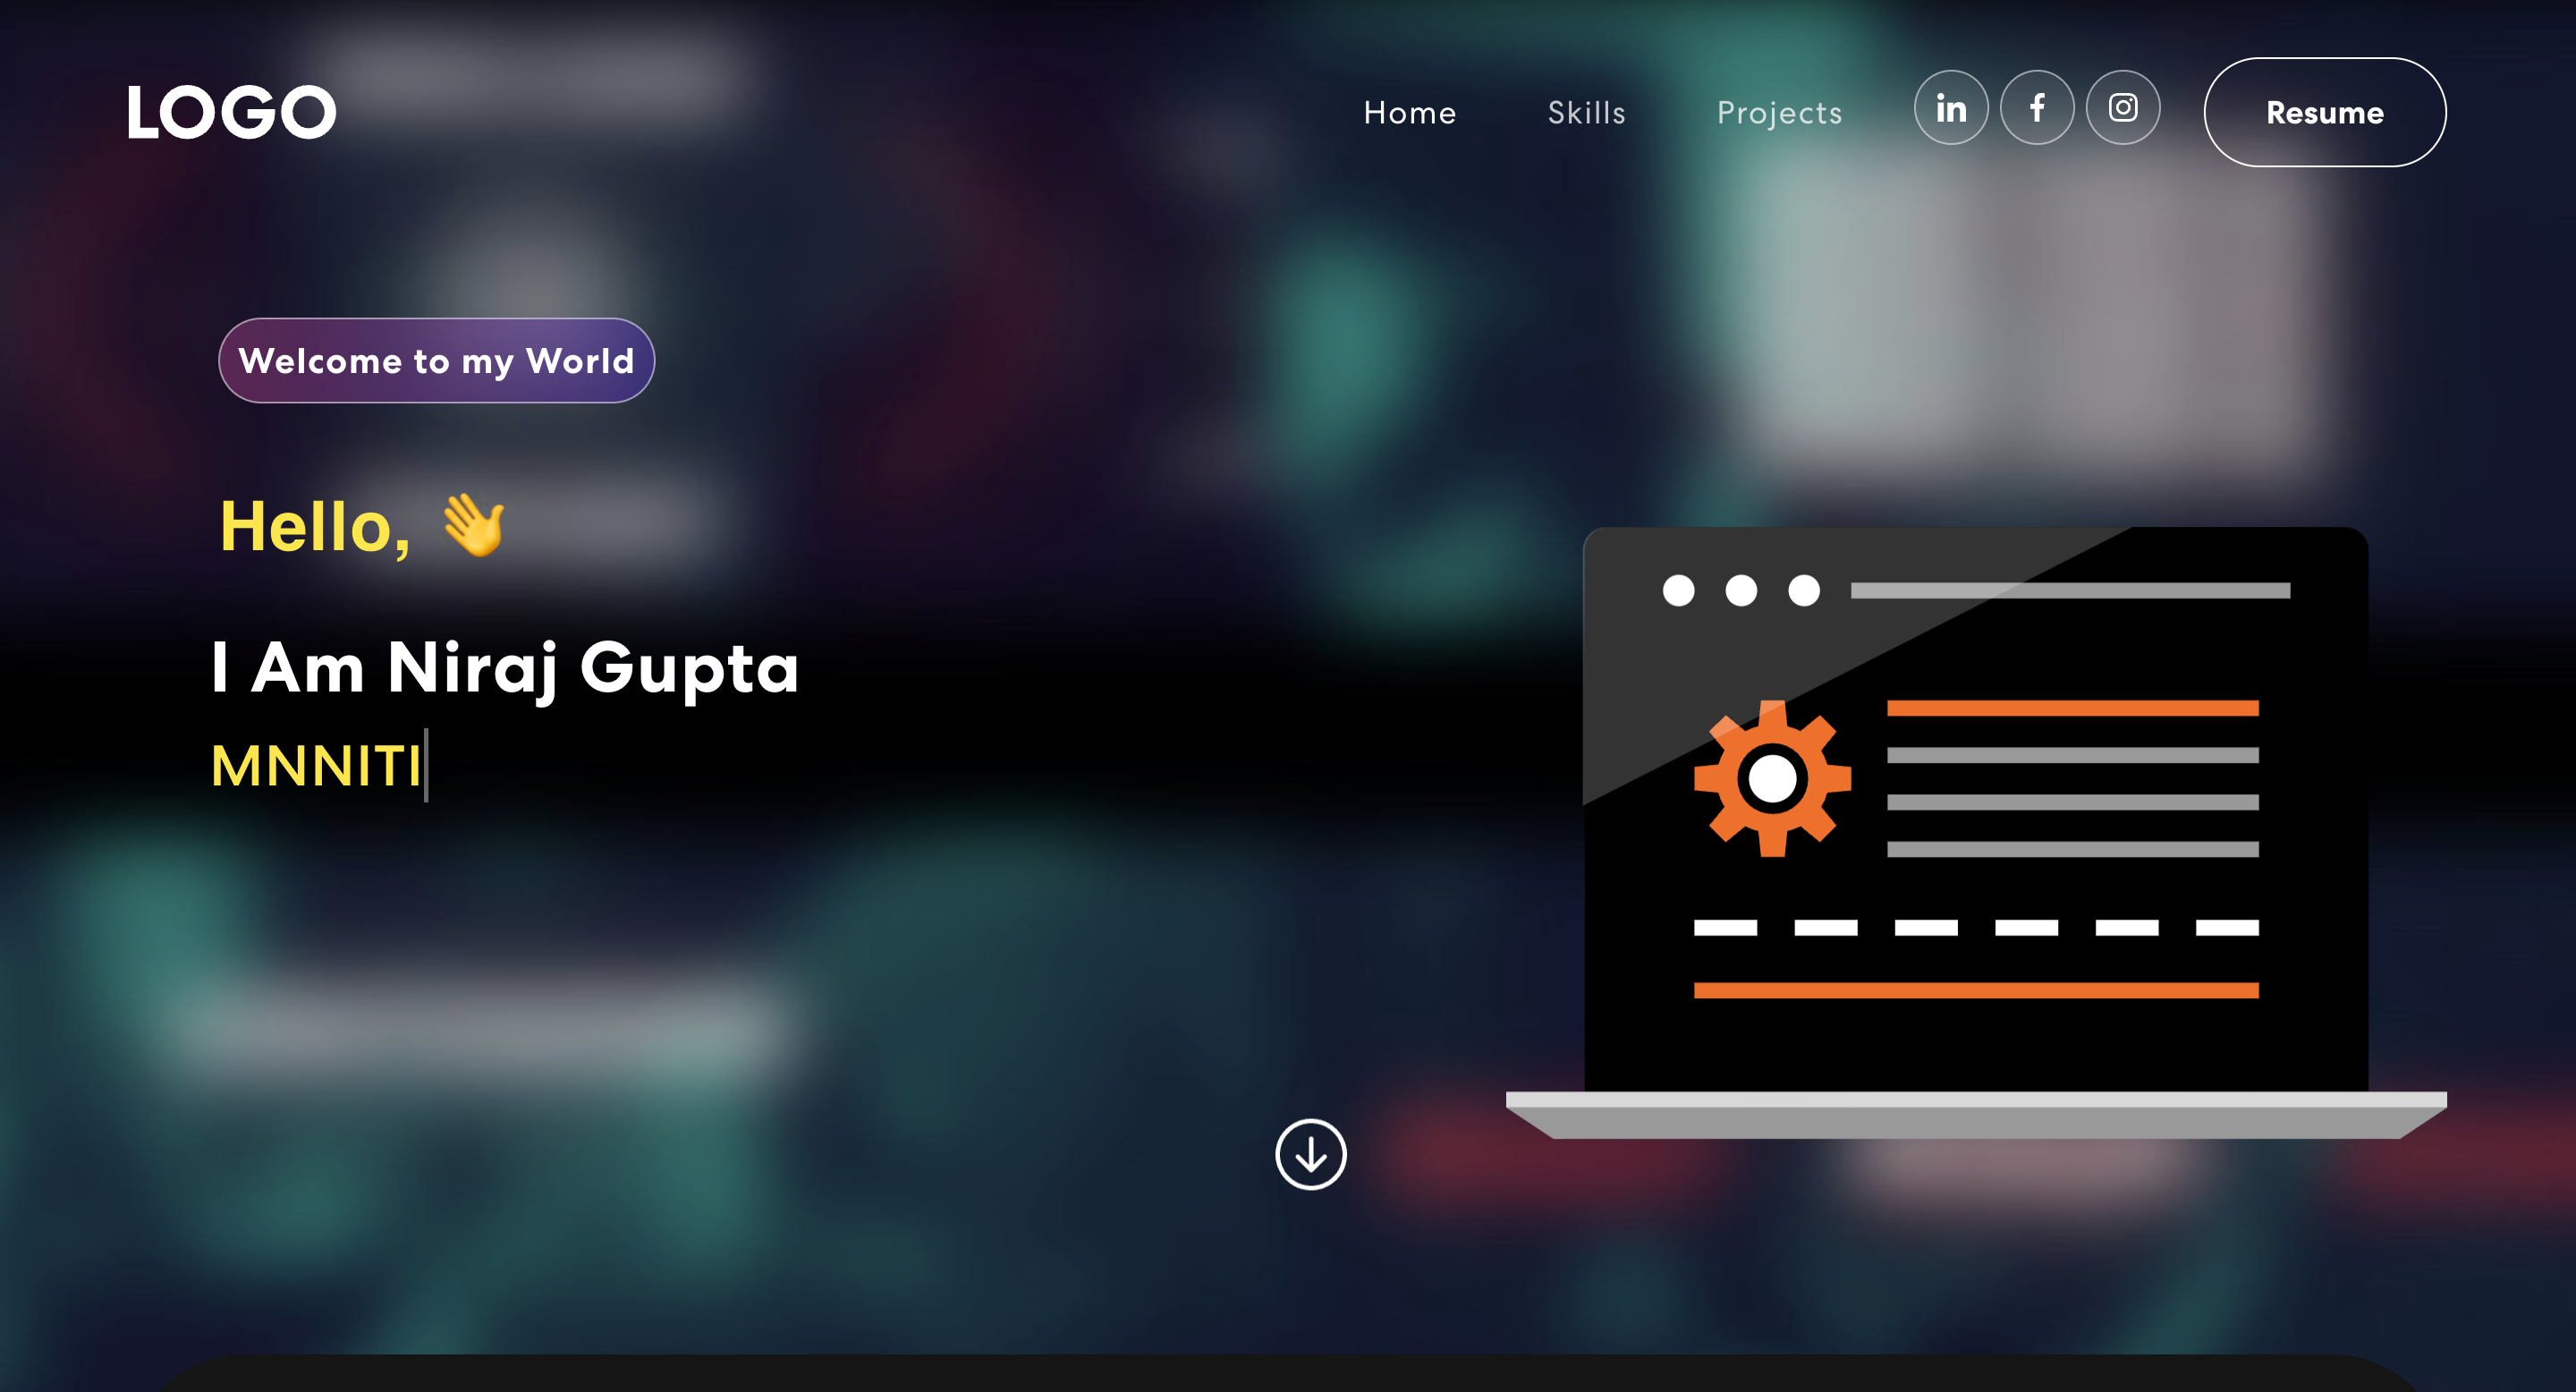 LOGO
Home Skills Projects in f Resume
Welcome to my World
Hello, 👋
I Am Niraj Gupta
MNNITI